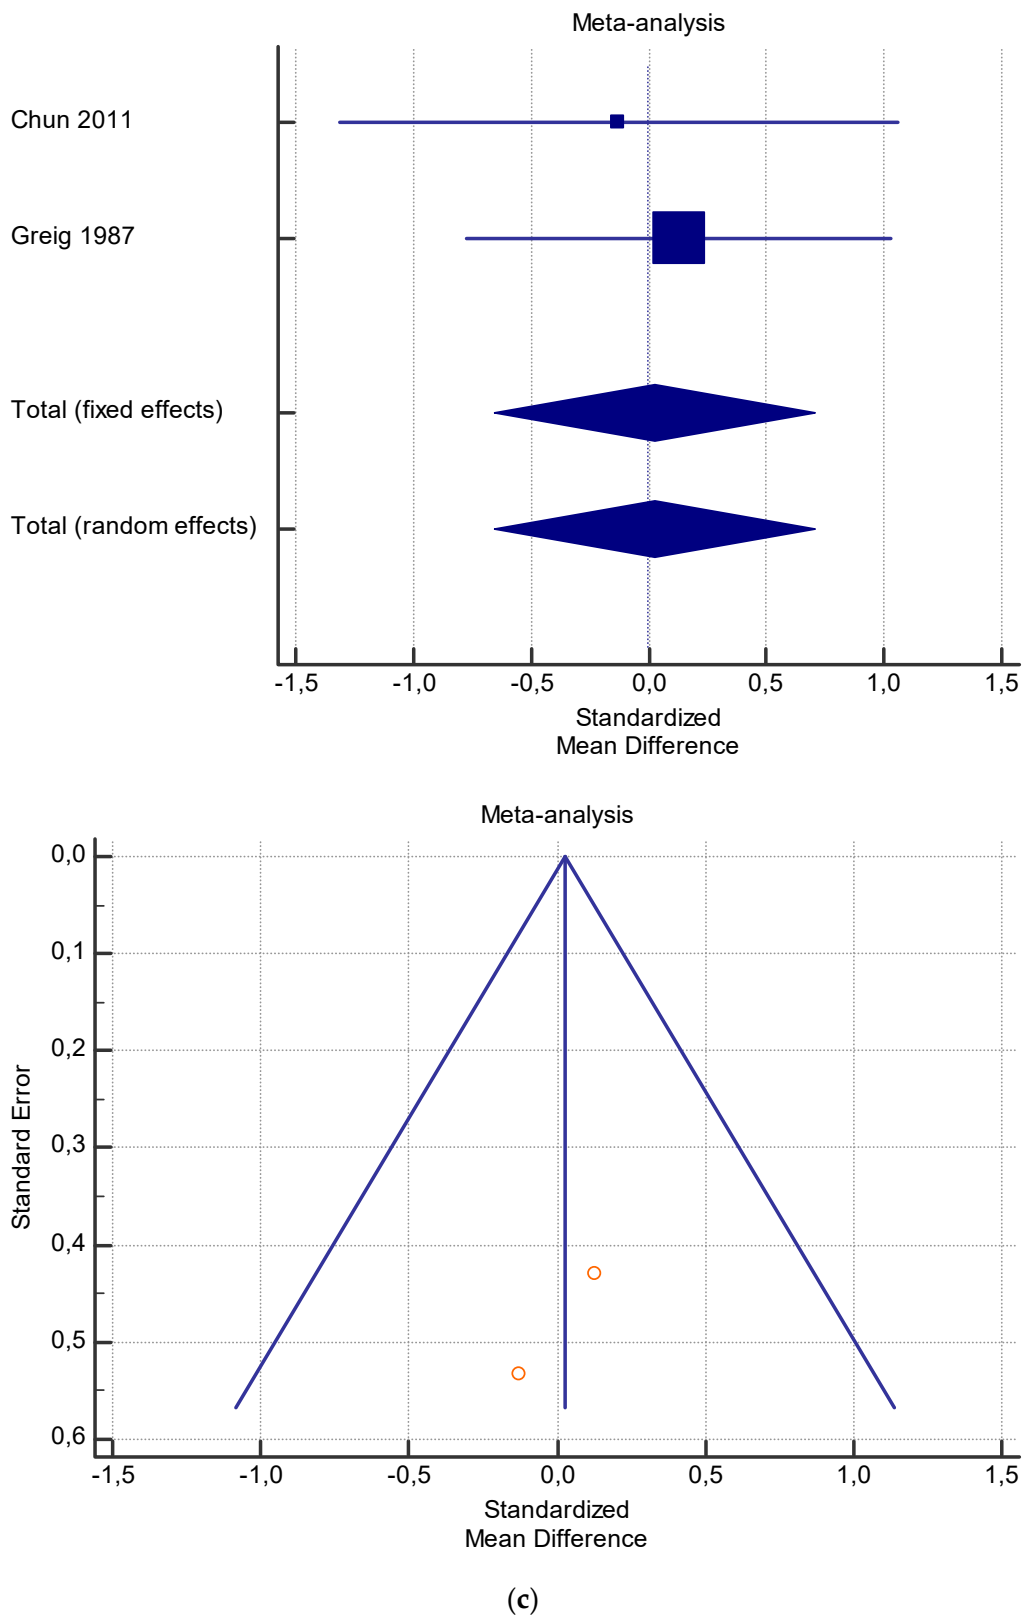 Meta-analysis
Chun 2011
Greig 1987
Total (fixed effects)
Total (random effects)
-1,5 -1,0 -0,5 0,0 0,5 1,0 1,5
Standardized
Mean Difference
Meta-analysis
0,0
0,1
0,2
0,3
0,4
0,5
0,6
Standard Error
-1,5 -1,0 -0,5 0,0 0,5 1,0 1,5
Standardized
Mean Difference
(c)